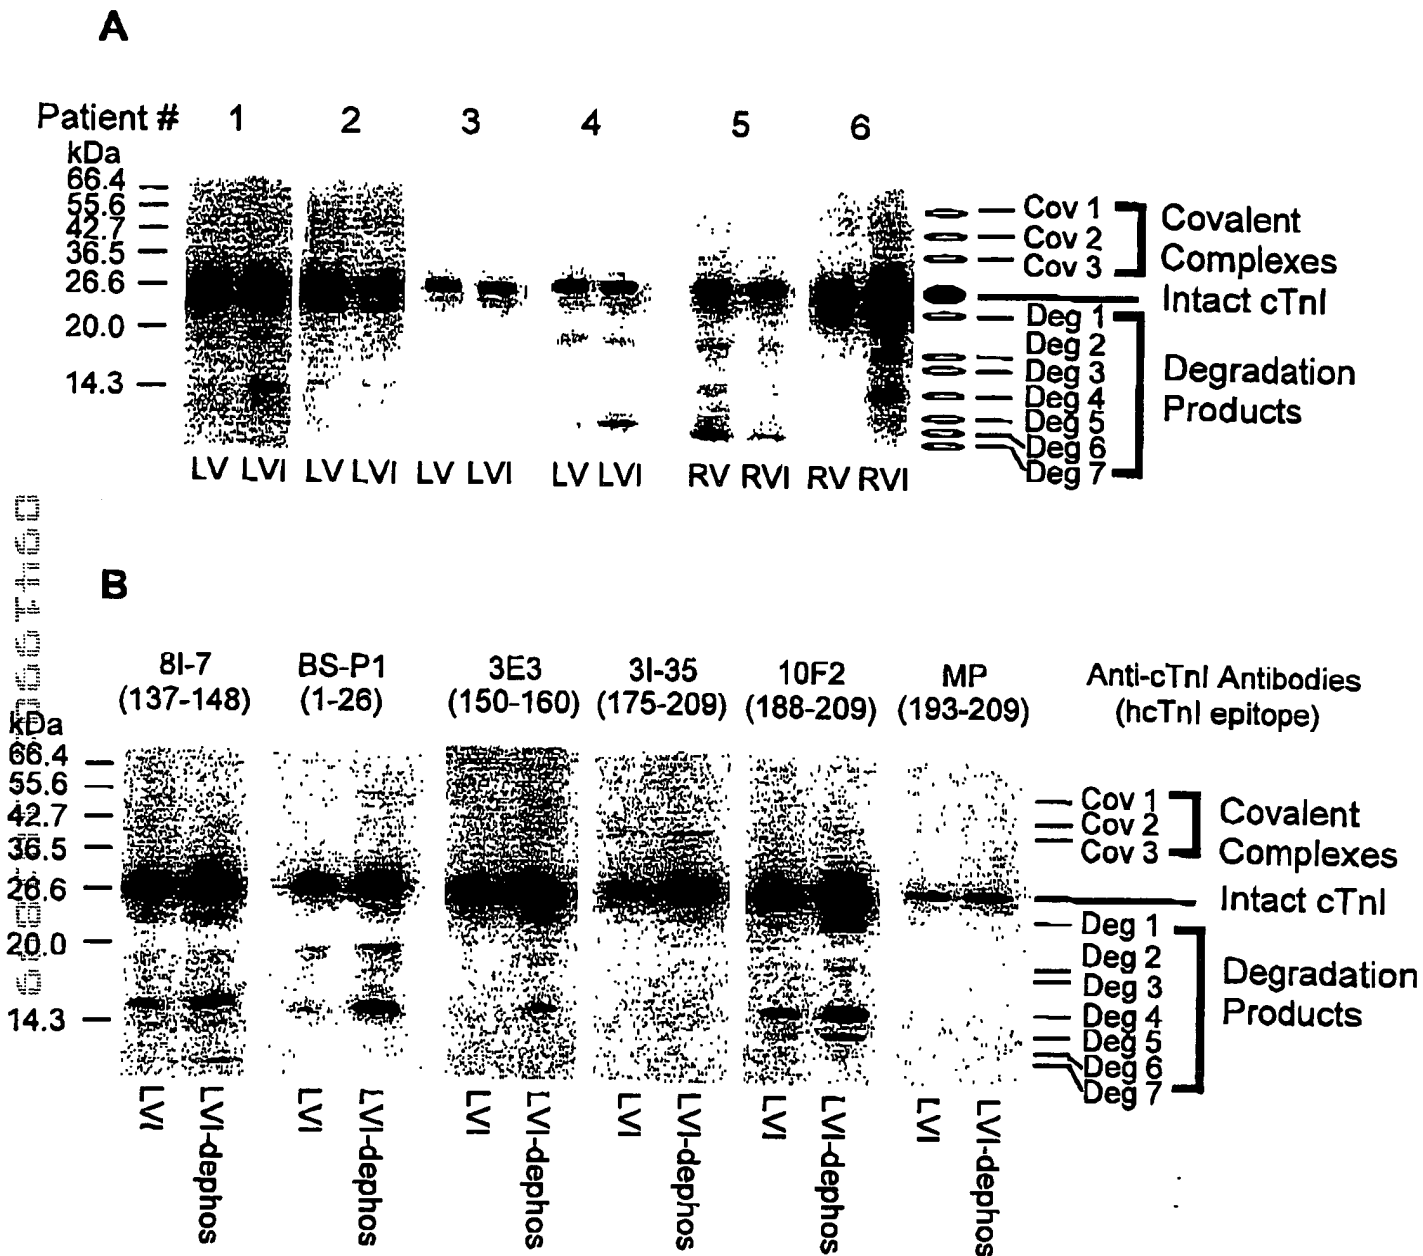 A
Patient # 1 2 3 4 5 6
kDa
66.4
55.6
42.7
36.5
26.6
20.0
14.3
Cov 1
Cov 2
Cov 3
Covalent
Complexes
Intact cTnI
Deg 1
Deg 2
Deg 3
Deg 4
Deg 5
Deg 6
Deg 7
Degradation
Products
LV LVI LV LVI LV LVI LV LVI RV RVI RV RVI
B
8I-7 BS-P1 3E3 3I-35 10F2 MP Anti-cTnI Antibodies
(137-148) (1-26) (150-160) (175-209) (188-209) (193-209) (hcTnI epitope)
kDa
66.4
55.6
42.7
36.5
26.6
20.0
14.3
Cov 1
Cov 2
Cov 3
Covalent
Complexes
Intact cTnI
Deg 1
Deg 2
Deg 3
Deg 4
Deg 5
Deg 6
Deg 7
Degradation
Products
LVI
LVI-dephos
LVI
LVI-dephos
LVI
LVI-dephos
LVI
LVI-dephos
LVI
LVI-dephos
LVI
LVI-dephos